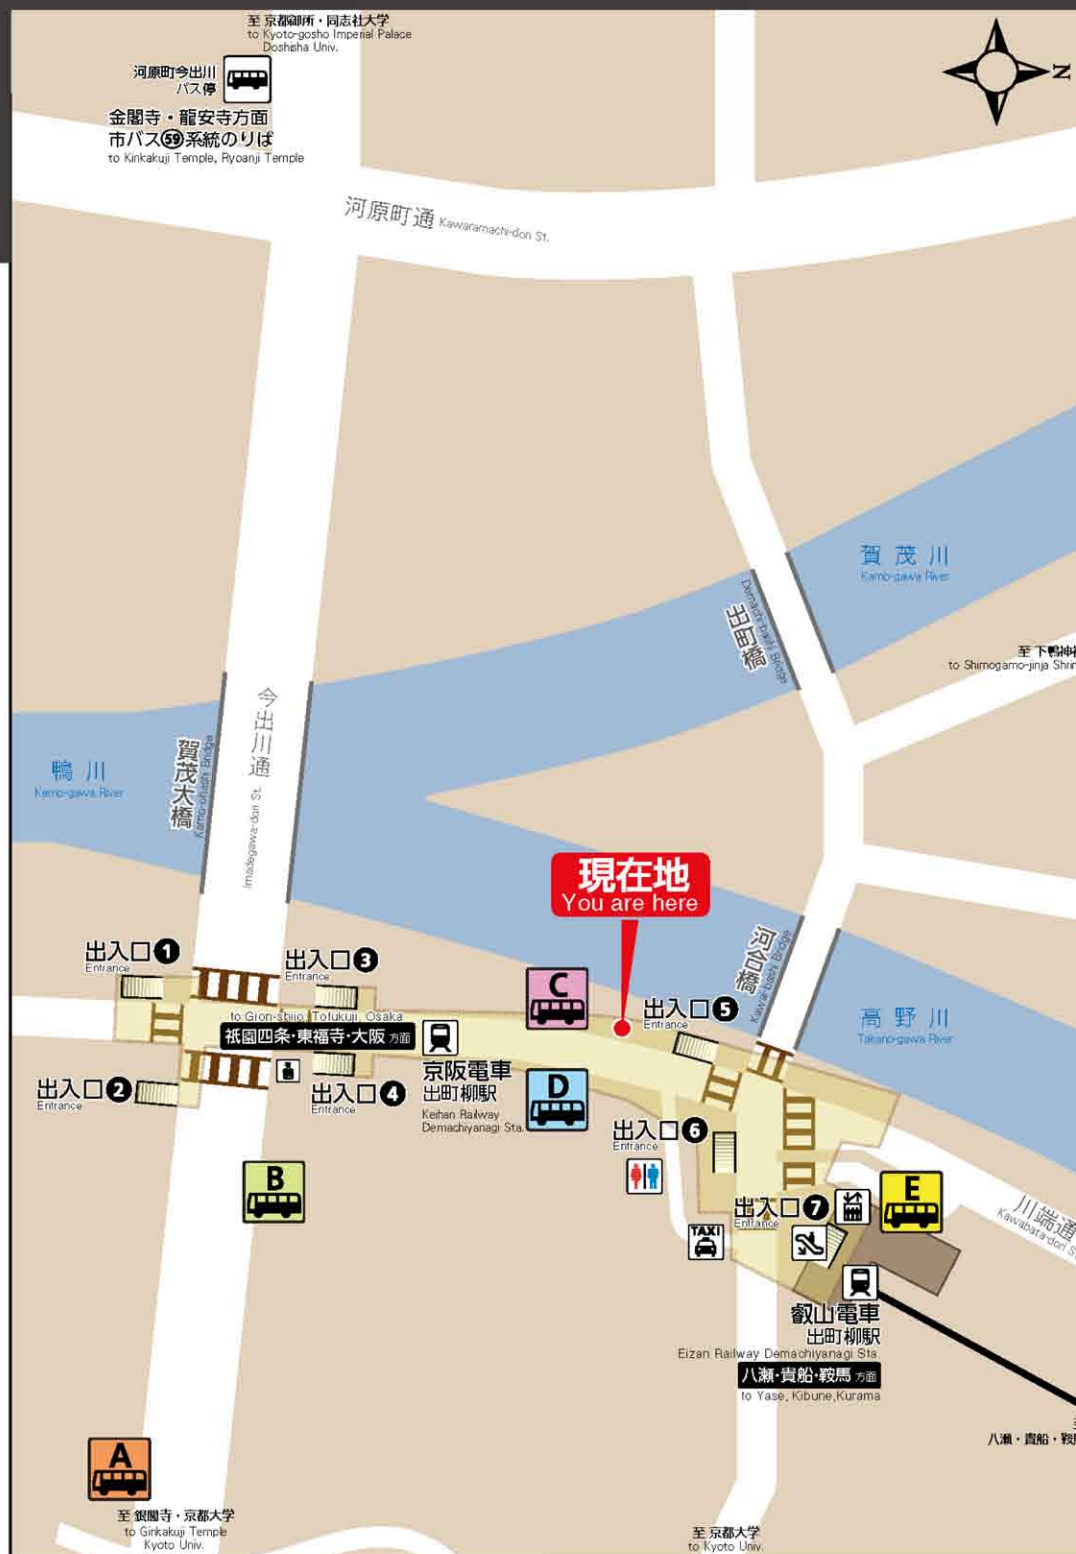 至 京都御所・同志社大学
to Kyoto-gosho Imperial Palace
Doshisha Univ.
河原町今出川
バス停
金閣寺・龍安寺方面
市バス59系統のりば
to Kinkakuji Temple, Ryoanji Temple
N
河原町通 Kawaramachi-dori St.
賀茂川
Kamo-gawa River
出町橋
Demachi-bashi Bridge
至 下鴨神社
to Shimogamo-jinja Shrin
今出川通
Imadegawa-dori St.
賀茂大橋
Kamo-ohashi Bridge
鴨川
Kamo-gawa River
現在地
You are here
河合橋
Kawai-bashi Bridge
高野川
Takano-gawa River
出入口1
Entrance
出入口3
Entrance
C
出入口5
Entrance
to Gion-shijo, Tofukuji, Osaka
祇園四条・東福寺・大阪 方面
京阪電車
出町柳駅
Keihan Railway
Demachiyanagi Sta.
出入口2
Entrance
出入口4
Entrance
D
出入口6
Entrance
B
出入口7
Entrance
E
TAXI
川端通
Kawabata-dori St
叡山電車
出町柳駅
Eizan Railway Demachiyanagi Sta.
八瀬・貴船・鞍馬 方面
to Yase, Kibune,Kurama
八瀬・貴船・鞍馬
A
至 銀閣寺・京都大学
to Ginkakuji Temple
Kyoto Univ.
至 京都大学
to Kyoto Univ.